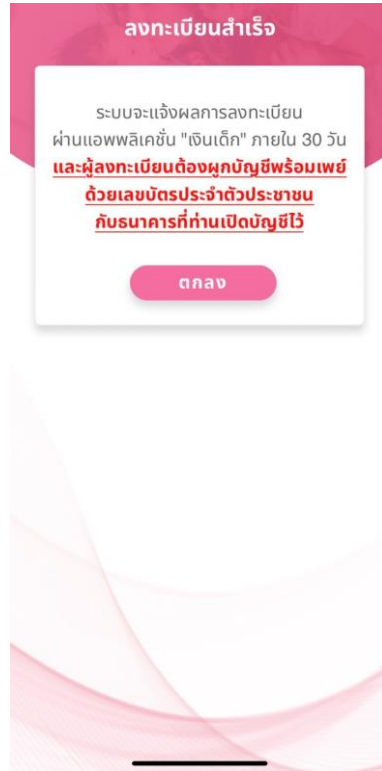 ลงทะเบียนสำเร็จ
ระบบจะแจ้งผลการลงทะเบียน
ผ่านแอพพลิเคชั่น "เงินเด็ก" ภายใน 30 วัน
และผู้ลงทะเบียนต้องผูกบัญชีพร้อมเพย์
ด้วยเลขบัตรประจำตัวประชาชน
กับธนาคารที่ท่านเปิดบัญชีไว้
ตกลง